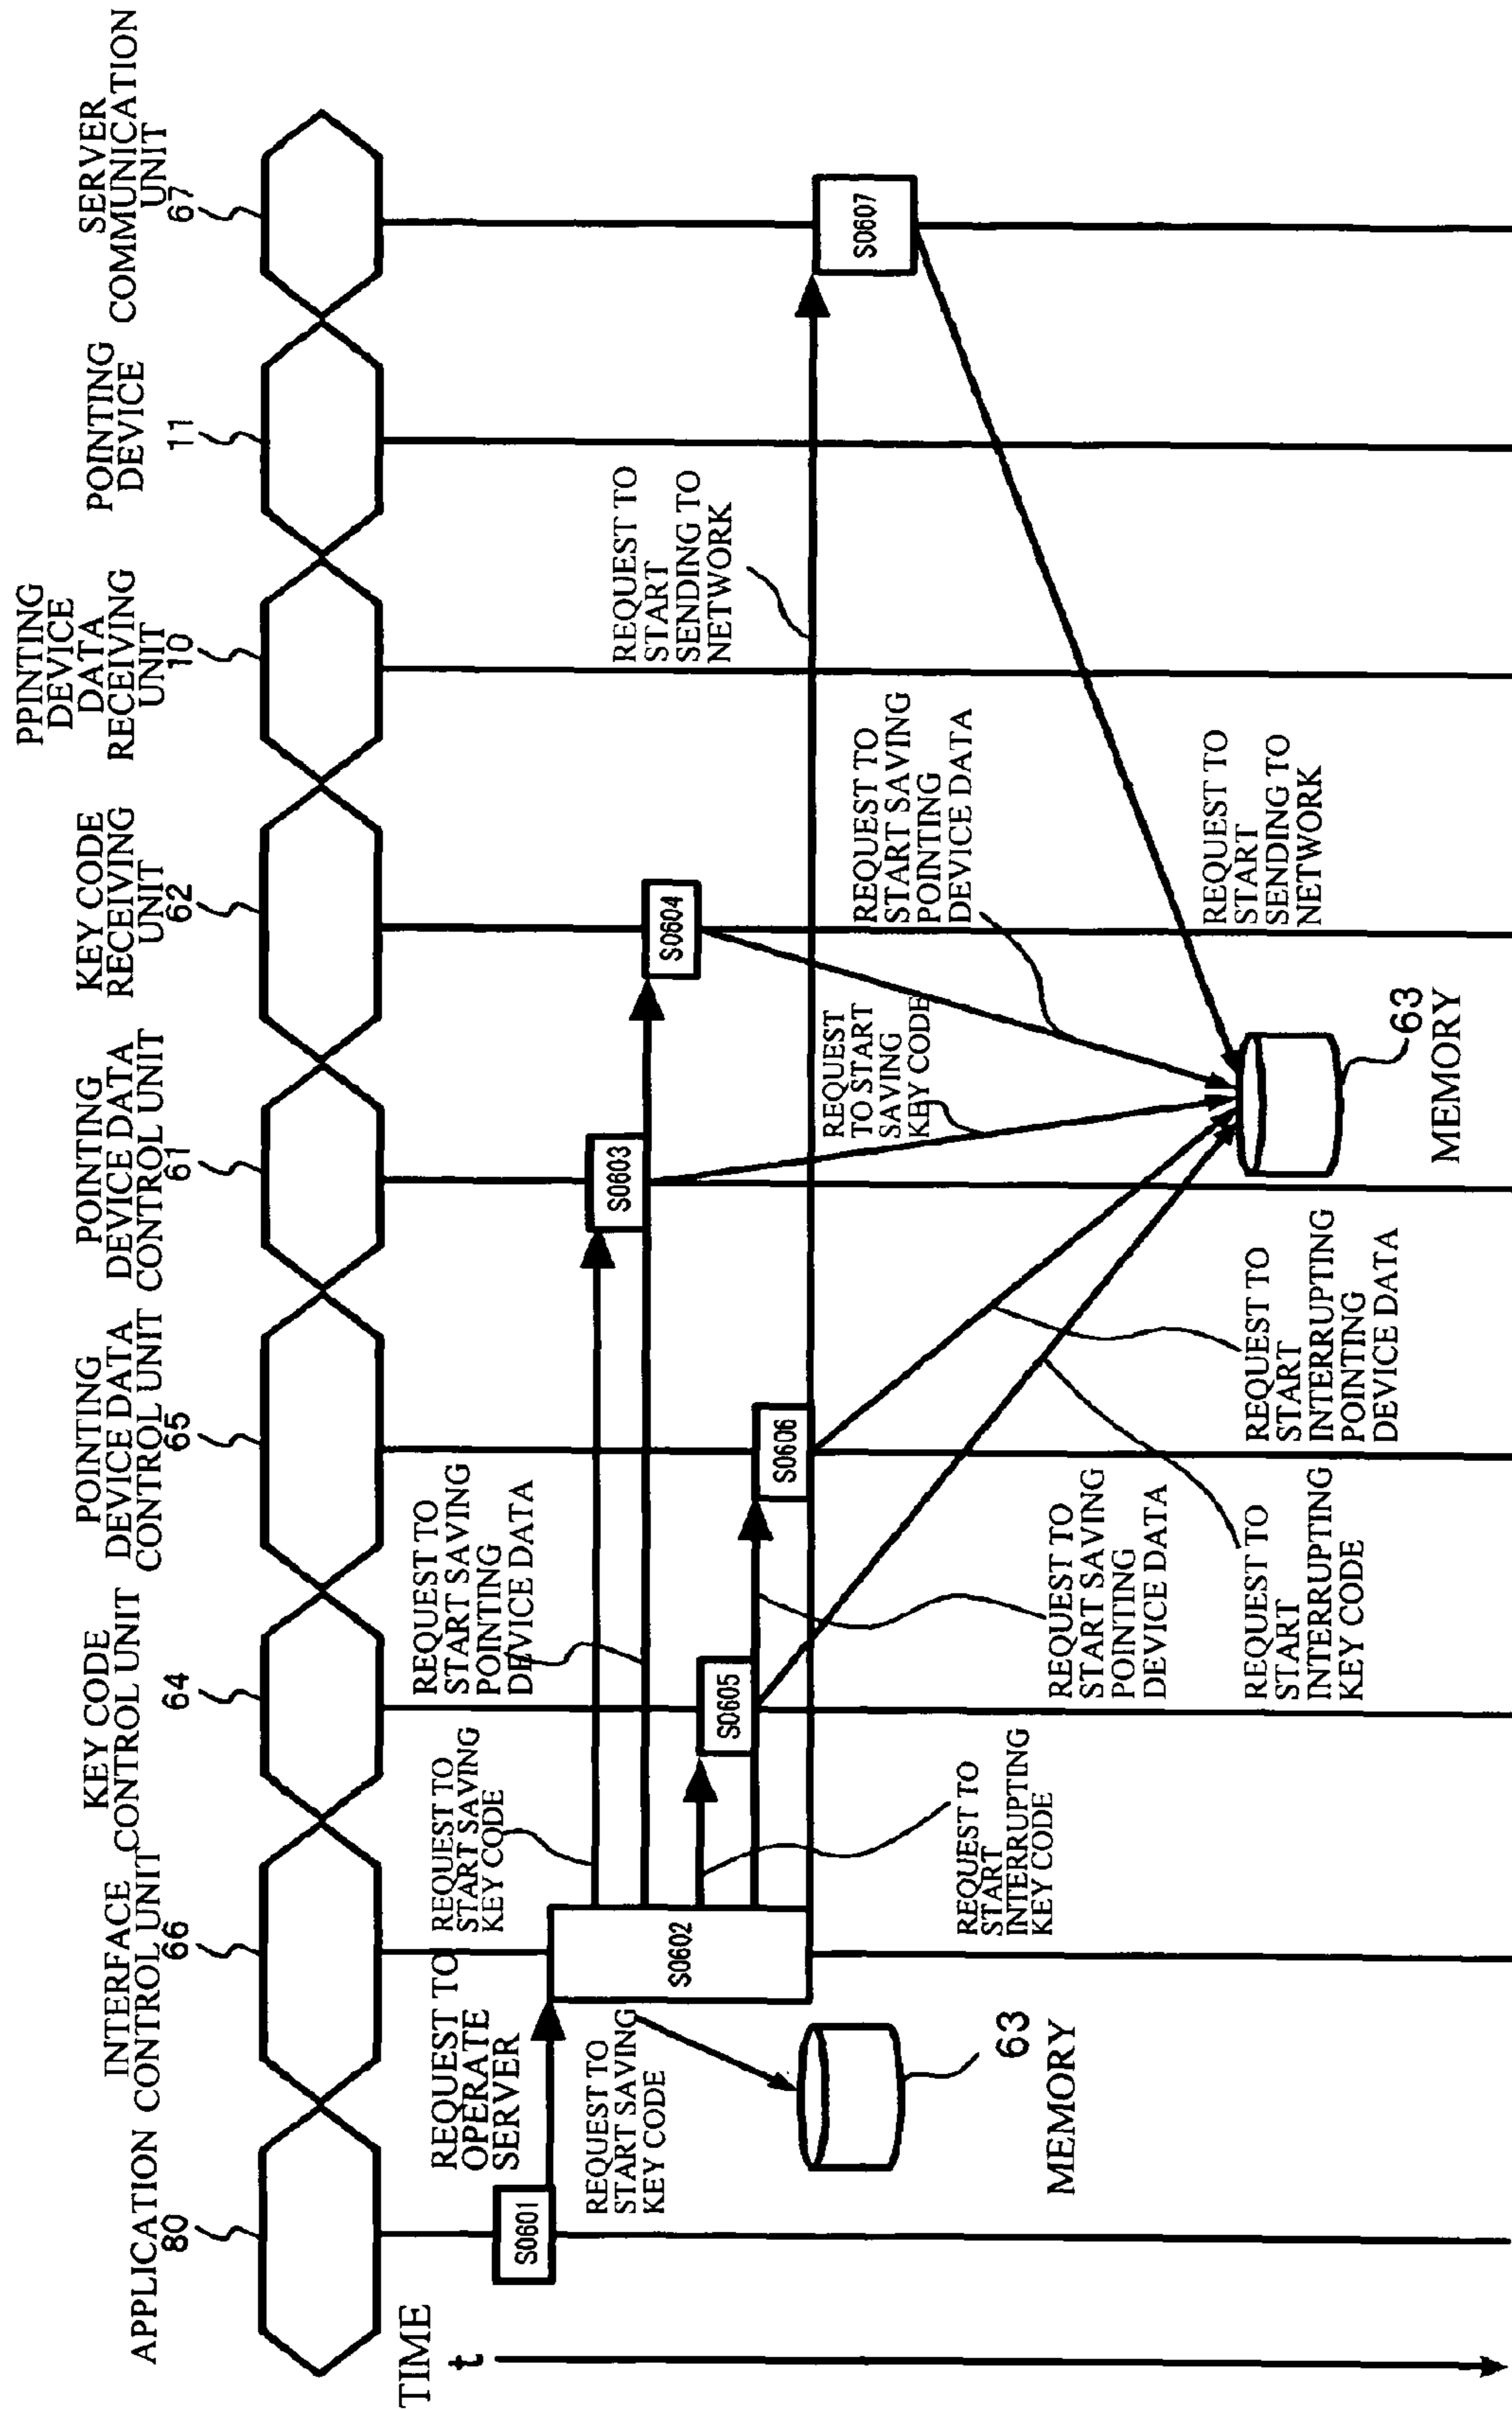 APPLICATION
80
INTERFACE
CONTROL UNIT
66
KEY CODE
CONTROL UNIT
64
POINTING
DEVICE DATA
CONTROL UNIT
65
POINTING
DEVICE DATA
CONTROL UNIT
61
KEY CODE
RECEIVING
UNIT
62
PPINTING
DEVICE
DATA
RECEIVING
UNIT
10
POINTING
DEVICE
11
SERVER
COMMUNICATION
UNIT
67
TIME
t
S0601
REQUEST TO
OPERATE
SERVER
S0602
REQUEST TO
START SAVING
KEY CODE
63
MEMORY
REQUEST TO
START SAVING
KEY CODE
REQUEST TO
START SAVING
POINTING
DEVICE DATA
S0603
S0604
REQUEST TO
START
INTERRUPTING
KEY CODE
S0605
REQUEST TO
START SAVING
POINTING
DEVICE DATA
S0606
REQUEST TO
START
SENDING TO
NETWORK
S0607
REQUEST
TO START
SAVING
KEY CODE
REQUEST TO
START SAVING
POINTING
DEVICE DATA
REQUEST TO
START
INTERRUPTING
KEY CODE
REQUEST TO
START
INTERRUPTING
POINTING
DEVICE DATA
REQUEST TO
START
SENDING TO
NETWORK
63
MEMORY